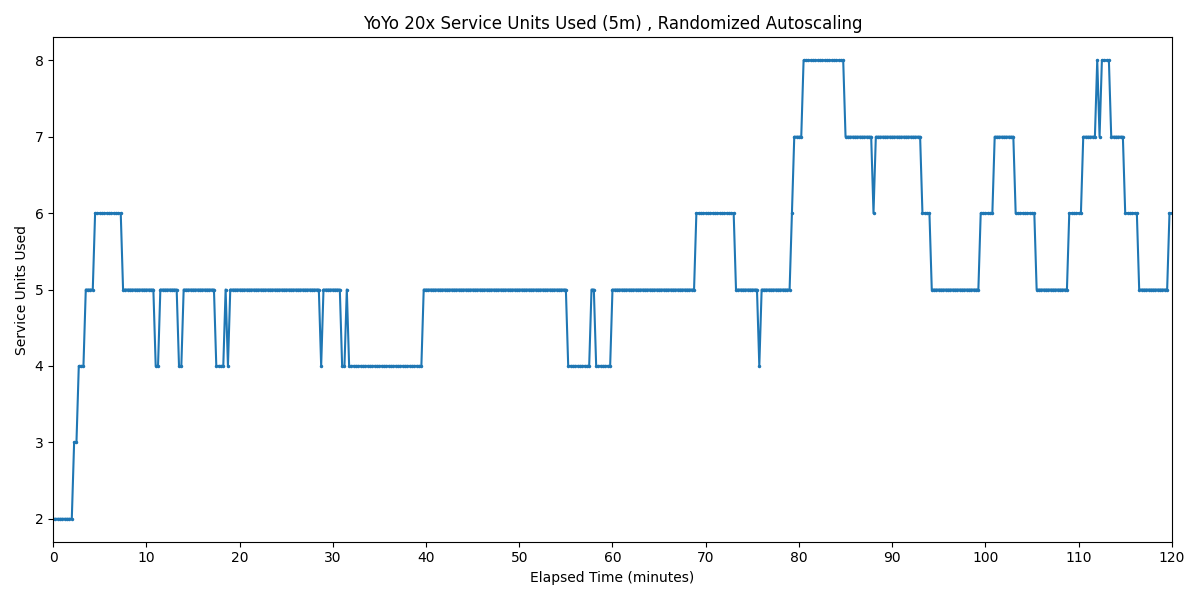 YoYo 20x Service Units Used (5m) , Randomized Autoscaling
8
7
6
5
4
3
2
Service Units Used
0 10 20 30 40 50 60 70 80 90 100 110 120
Elapsed Time (minutes)